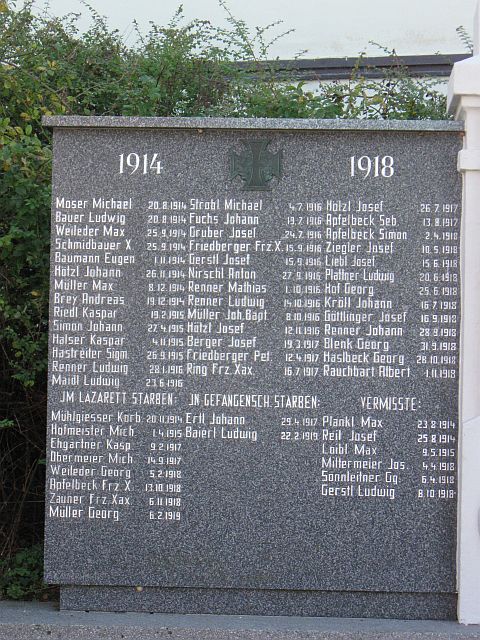 1914 1918
Moser Michael 20.8.1914 Strobl Michael 4.7.1916 Hötzl Josef 26.7.1917
Bauer Ludwig 20.8.1914 Fuchs Johann 19.7.1916 Apfelbeck Seb. 13.8.1917
Weileder Max 25.9.1914 Gruber Josef 24.7.1916 Apfelbeck Simon 2.4.1918
Schmidbauer X 25.9.1914 Friedberger Frz.X. 15.9.1916 Ziegler Josef 10.5.1918
Baumann Eugen 1.11.1914 Gerstl Josef 15.9.1916 Liebl Josef 15.6.1918
Hötzl Johann 26.11.1914 Nirschl Anton 27.9.1916 Plattner Ludwig 20.6.1918
Müller Max 8.12.1914 Renner Mathias 1.10.1916 Hof Georg 25.6.1918
Brey Andreas 19.12.1914 Renner Ludwig 14.10.1916 Kröll Johann 16.7.1918
Riedl Kaspar 19.2.1915 Müller Joh.Bapt. 8.10.1916 Göttlinger Josef 16.9.1918
Simon Johann 27.4.1915 Hötzl Josef 12.11.1916 Renner Johann 28.9.1918
Halser Kaspar 4.11.1915 Berger Josef 19.3.1917 Blenk Georg 31.9.1918
Hastreiter Sigm. 26.9.1915 Friedberger Pet. 12.4.1917 Haslbeck Georg 28.10.1918
Renner Ludwig 28.1.1916 Ring Frz.Xax. 16.7.1917 Rauchbart Albert 1.11.1918
Maidl Ludwig 23.6.1916
JM LAZARETT STARBEN: JN GEFANGENSCH. STARBEN: VERMISSTE:
Mühlgiesser Korb. 20.11.1914 Ertl Johann 29.4.1917 Plankl Max 23.8.1914
Hofmeister Mich. 1.4.1915 Baierl Ludwig 22.2.1919 Reil Josef 25.8.1914
Ehgartner Kasp. 9.2.1917 Loibl Max 9.5.1915
Obermeier Mich. 14.9.1917 Mittermeier Jos. 4.4.1918
Weileder Georg 5.2.1918 Sonnleitner Gg. 6.4.1918
Apfelbeck Frz.X. 13.10.1918 Gerstl Ludwig 8.10.1918
Zauner Frz.Xax. 6.11.1918
Müller Georg 6.2.1919